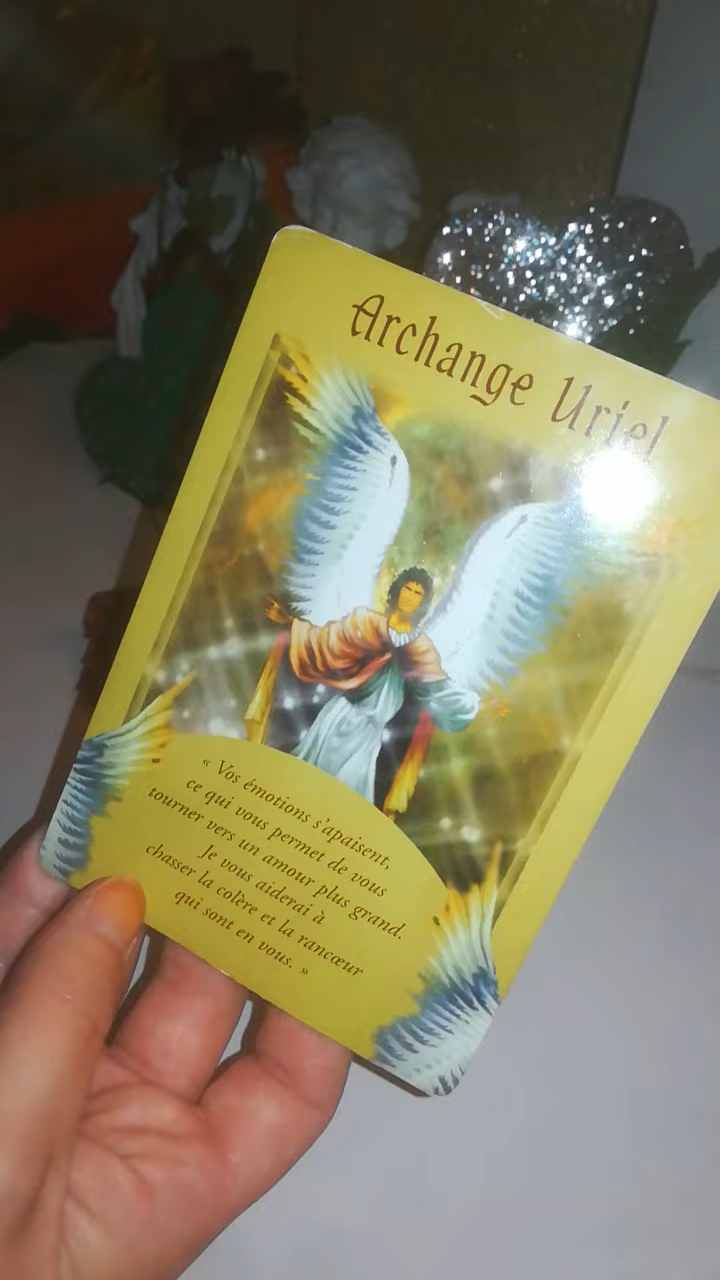 Archange Uriel
« Vos émotions s'apaisent,
ce qui vous permet de vous
tourner vers un amour plus grand.
Je vous aiderai à
chasser la colère et la rancœur
qui sont en vous. »